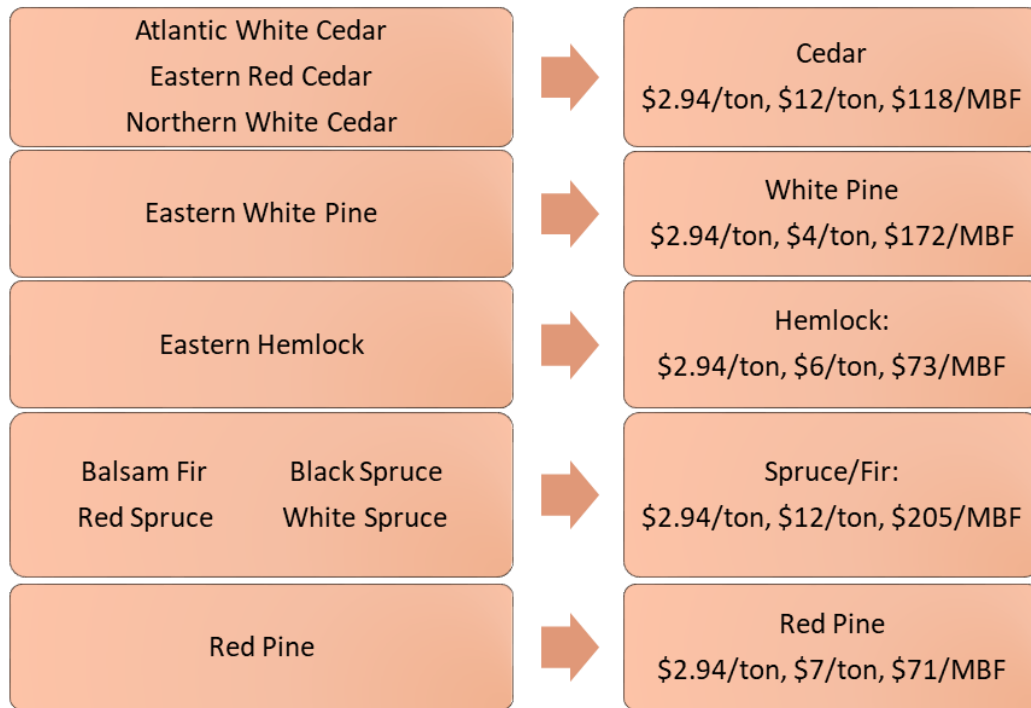 Atlantic White Cedar
Eastern Red Cedar
Northern White Cedar
Cedar
$2.94/ton, $12/ton, $118/MBF
Eastern White Pine
White Pine
$2.94/ton, $4/ton, $172/MBF
Eastern Hemlock
Hemlock:
$2.94/ton, $6/ton, $73/MBF
Balsam Fir Black Spruce
Red Spruce White Spruce
Spruce/Fir:
$2.94/ton, $12/ton, $205/MBF
Red Pine
Red Pine
$2.94/ton, $7/ton, $71/MBF